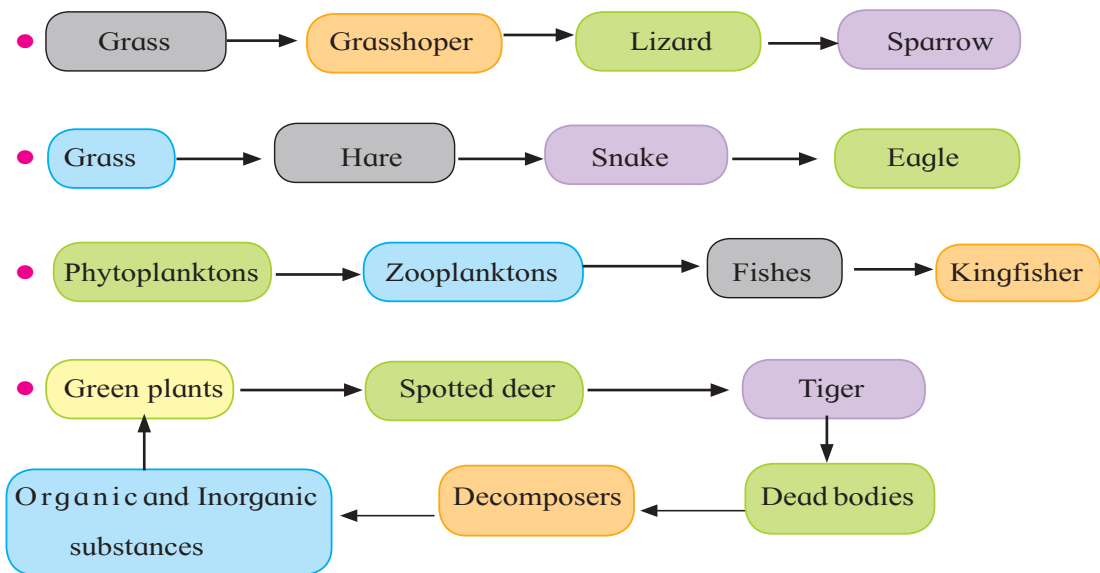 Grass Grasshoper Lizard Sparrow
Grass Hare Snake Eagle
Phytoplanktons Zooplanktons Fishes Kingfisher
Green plants Spotted deer Tiger
Organic and Inorganic
substances
Decomposers Dead bodies